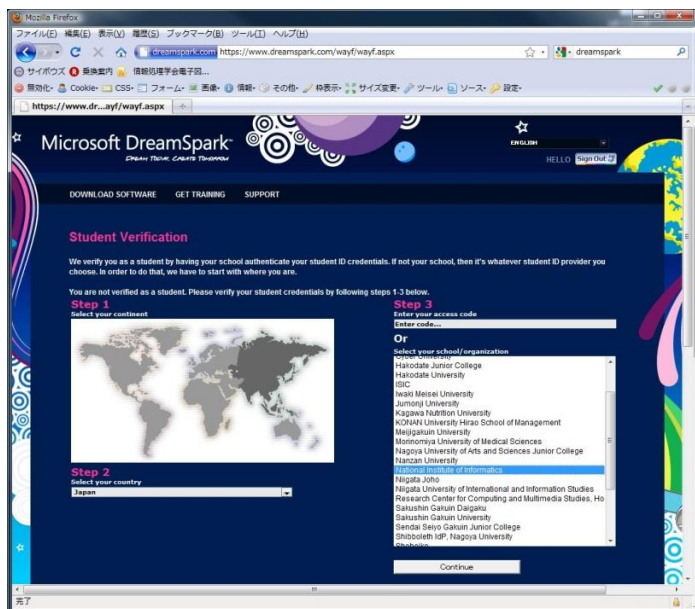 Mozilla Firefox
ファイル(F) 編集(E) 表示(V) 履歴(S) ブックマーク(B) ツール(T) ヘルプ(H)
dreamspark.com https://www.dreamspark.com/wayf/wayf.aspx
dreamspark
サイボウズ 乗換案内 情報処理学会電子図...
無効化 Cookie CSS フォーム 画像 情報 その他 枠表示 サイズ変更 ツール ソース 設定
https://www.dr...ayf/wayf.aspx
Microsoft DreamSpark
DREAM TODAY. CREATE TOMORROW
ENGLISH
HELLO Sign Out
DOWNLOAD SOFTWARE GET TRAINING SUPPORT
Student Verification
We verify you as a student by having your school authenticate your student ID credentials. If not your school, then it's whatever student ID provider you
choose. In order to do that, we have to start with where you are.
You are not verified as a student. Please verify your student credentials by following steps 1-3 below.
Step 1
Select your continent
Step 2
Select your country
Japan
Step 3
Enter your access code
Enter code...
Or
Select your school/organization
Cyber University
Hakodate Junior College
Hakodate University
ISIC
Iwaki Meisei University
Jumonji University
Kagawa Nutrition University
KONAN University Hirao School of Management
Meijigakuin University
Morinomiya University of Medical Sciences
Nagoya University of Arts and Sciences Junior College
Nanzan University
National Institute of Informatics
Niigata Joho
Niigata University of International and Information Studies
Research Center for Computing and Multimedia Studies, Ho
Sakushin Gakuin Daigaku
Sakushin Gakuin University
Sendai Seiyo Gakuin Junior College
Shibboleth IdP, Nagoya University
Continue
完了